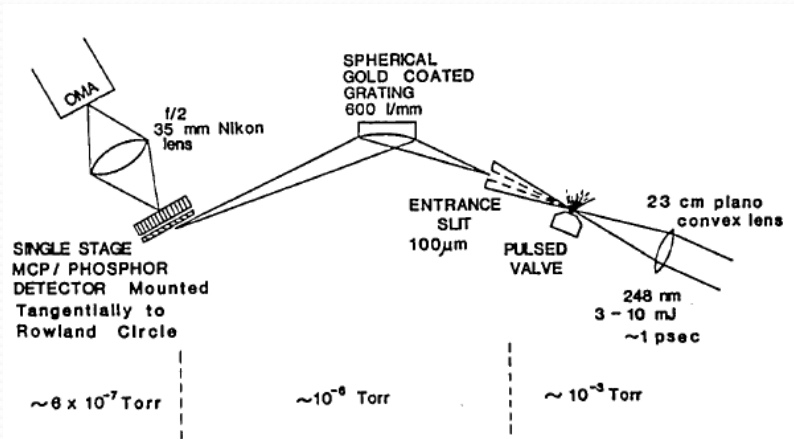 OMA
f/2
35 mm Nikon
lens
SPHERICAL
GOLD COATED
GRATING
600 l/mm
ENTRANCE
SLIT
100μm
PULSED
VALVE
23 cm plano
convex lens
248 nm
3 - 10 mJ
~1 psec
SINGLE STAGE
MCP/ PHOSPHOR
DETECTOR Mounted
Tangentially to
Rowland Circle
~6 x 10⁻⁷ Torr
~10⁻⁶ Torr
~ 10⁻³ Torr